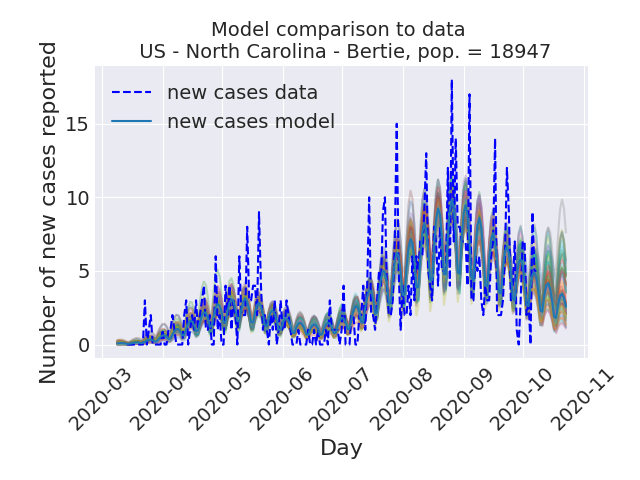 Model comparison to data
US - North Carolina - Bertie, pop. = 18947
Number of new cases reported
new cases data
new cases model
15
10
5
0
2020-03
2020-04
2020-05
2020-06
2020-07
2020-08
2020-09
2020-10
2020-11
Day